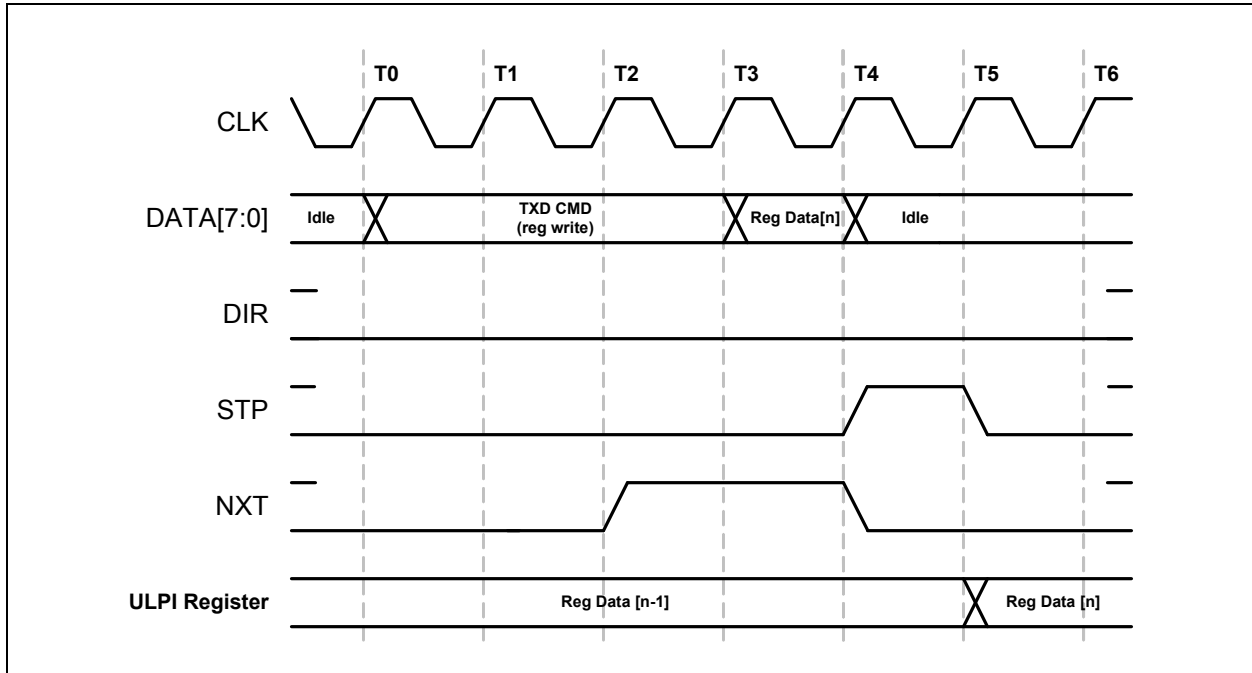 T0 T1 T2 T3 T4 T5 T6
CLK
DATA[7:0] Idle TXD CMD Reg Data[n] Idle
(reg write)
DIR
STP
NXT
ULPI Register Reg Data [n-1] Reg Data [n]